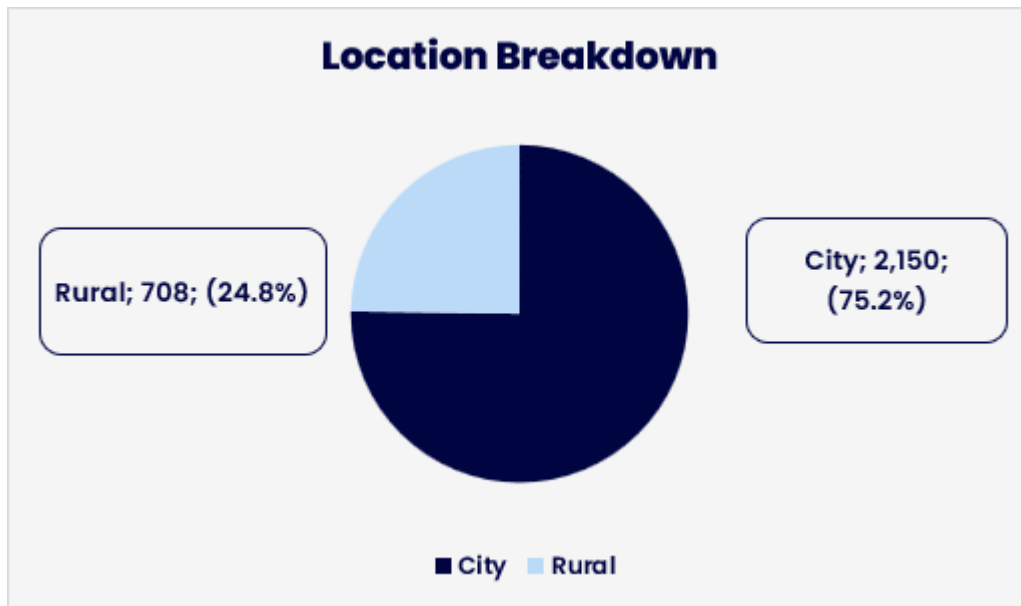 Location Breakdown
Rural; 708; (24.8%)
City; 2,150;
(75.2%)
City
Rural